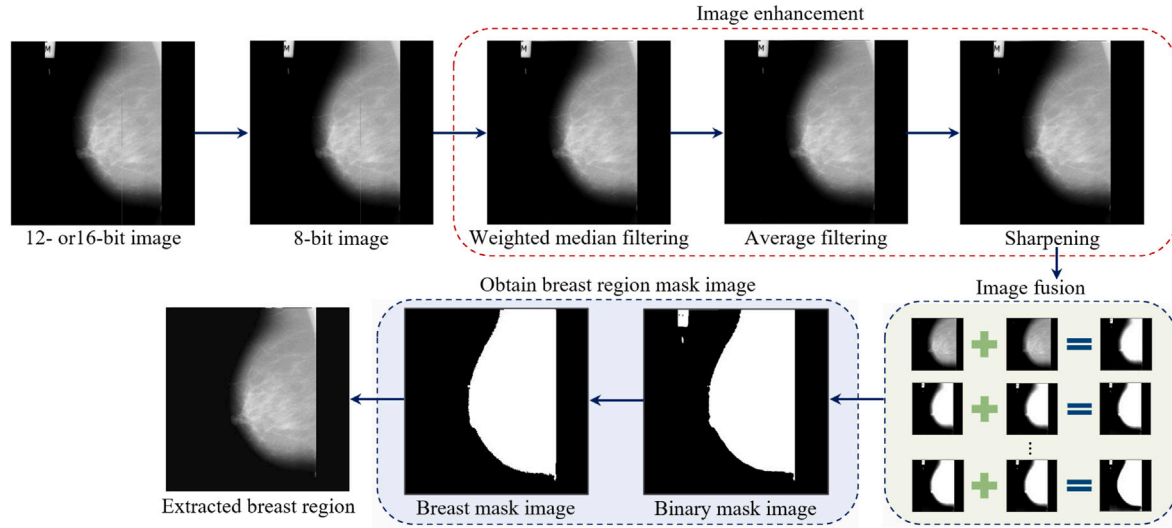 Image enhancement
M
M
M
M
M
12- or16-bit image
8-bit image
Weighted median filtering
Average filtering
Sharpening
Obtain breast region mask image
Image fusion
Extracted breast region
Breast mask image
Binary mask image